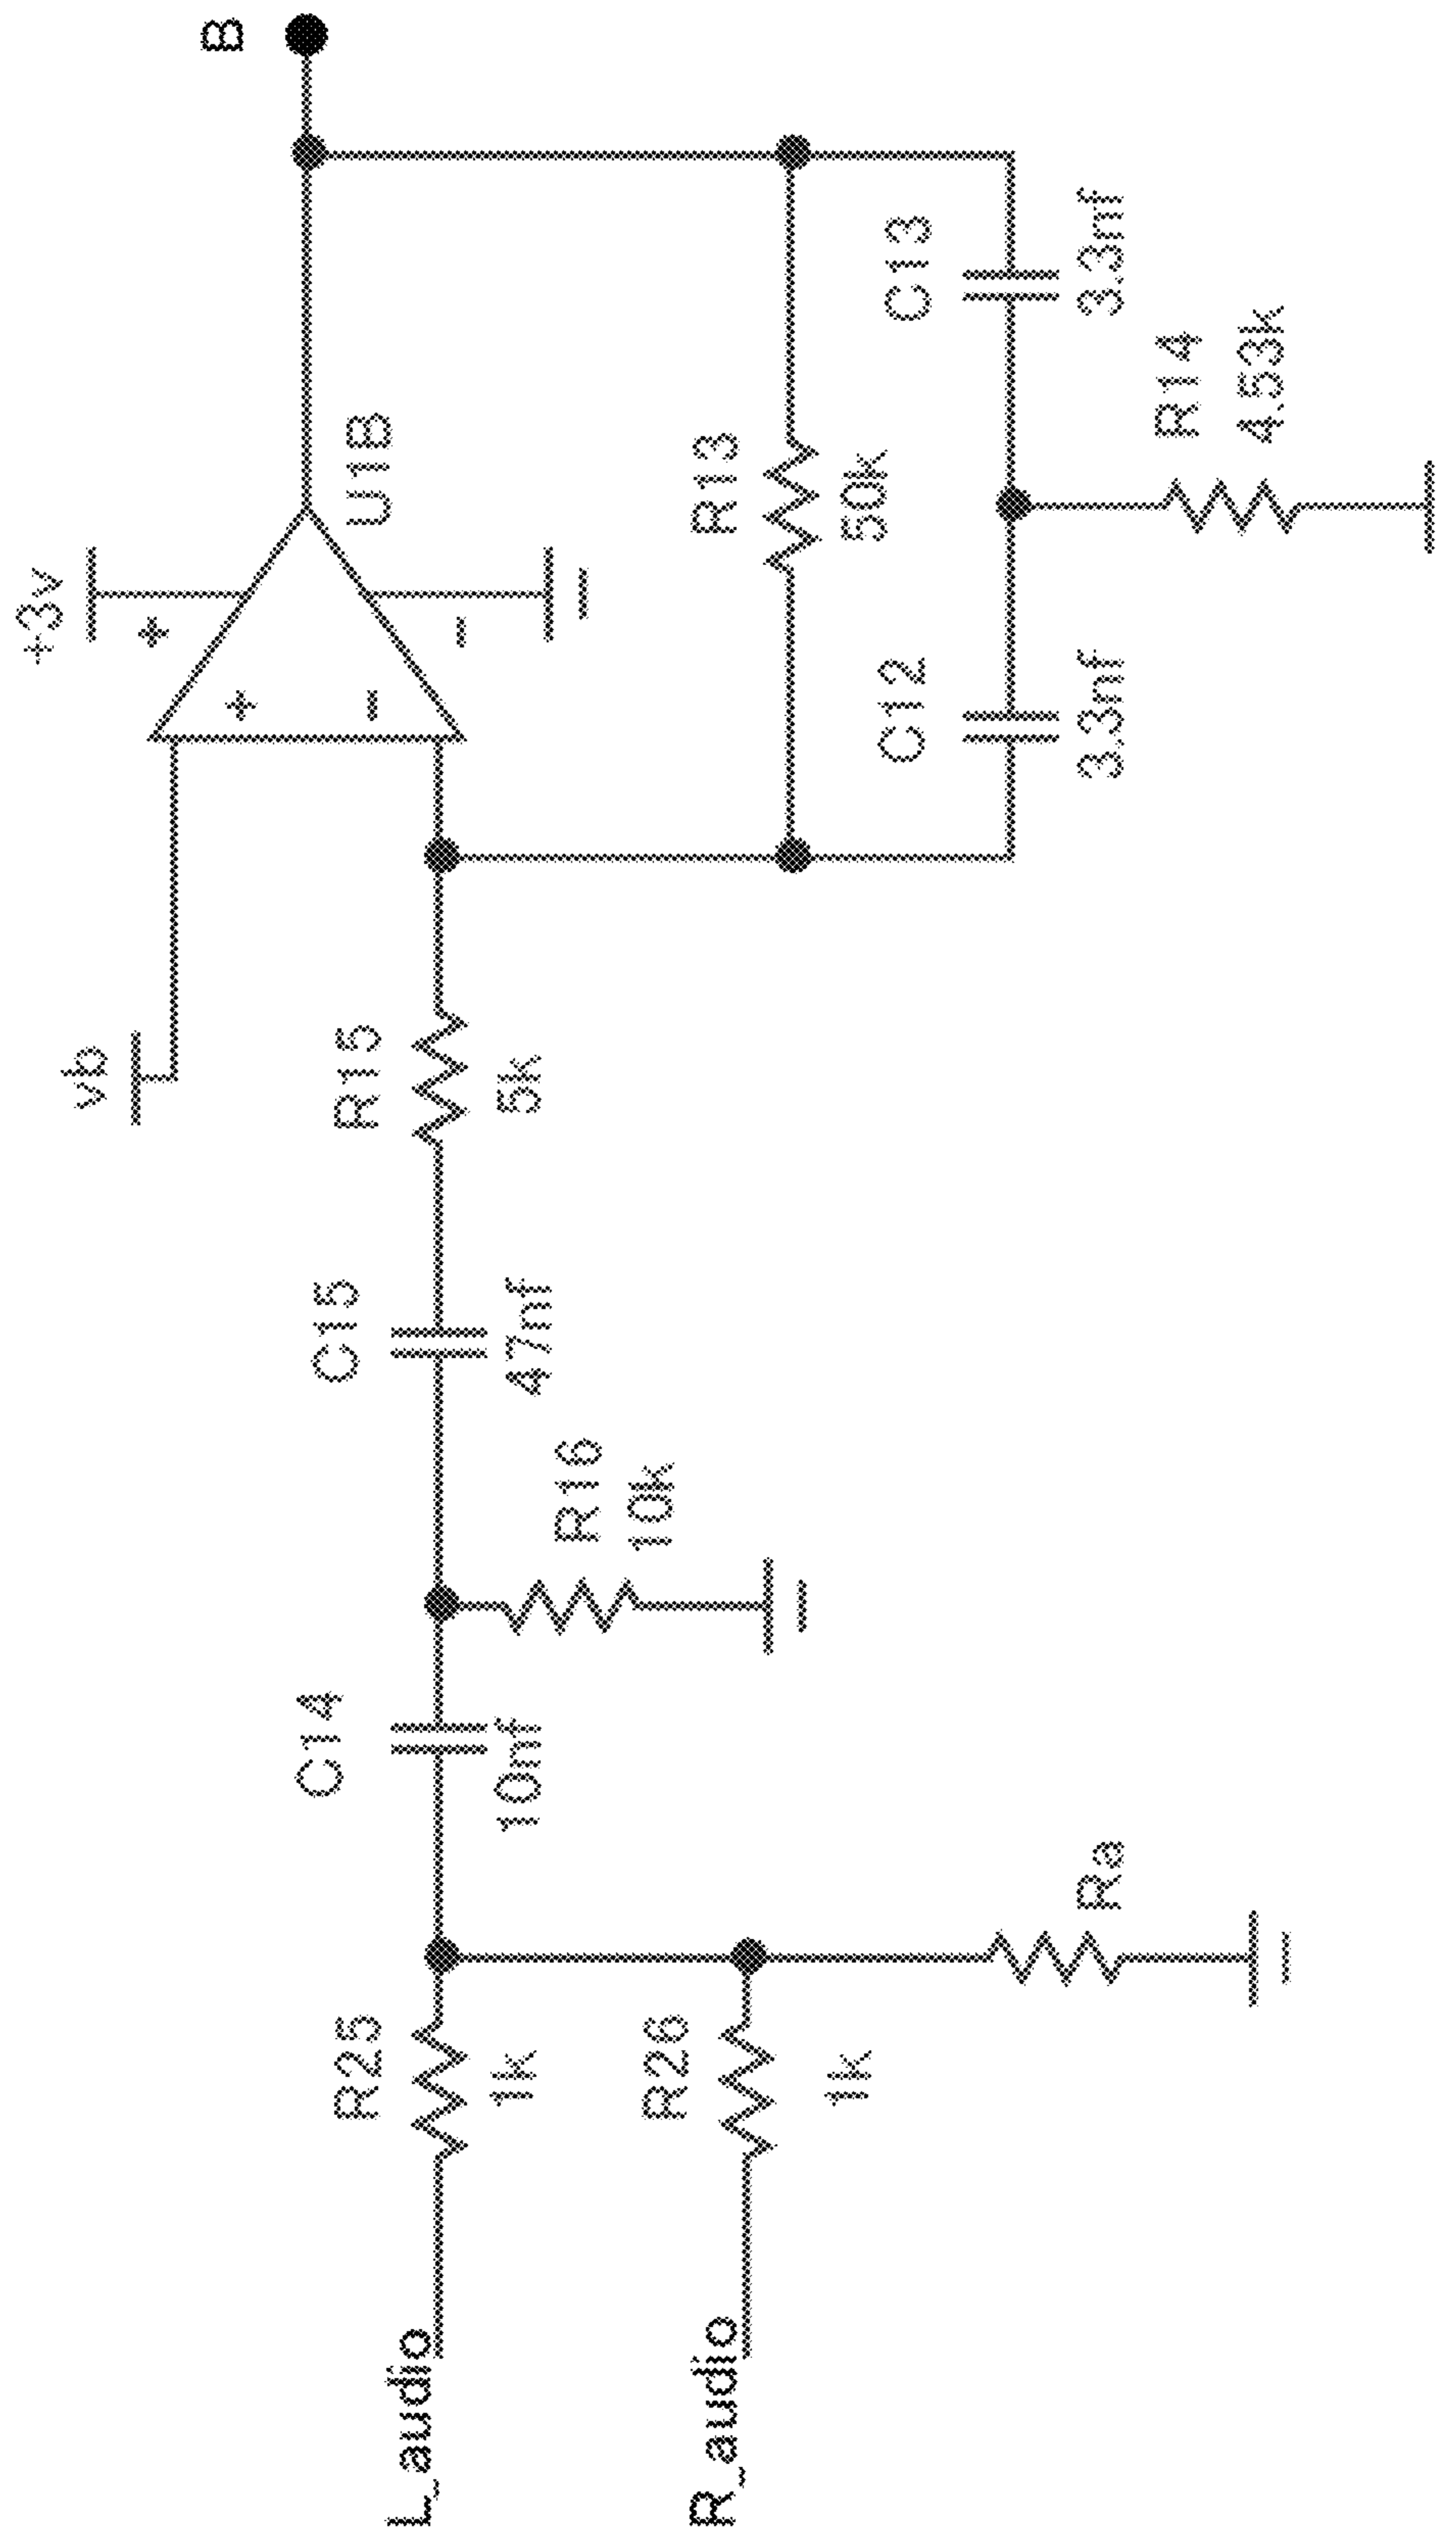 L_audio
R_audio
R25
1k
R26
1k
Ra
C14
10nf
R16
10k
C15
47nf
R15
5k
vb
+3v
+
-
+
-
U1B
R13
50k
C12
3.3nf
C13
3.3nf
R14
4.53k
B